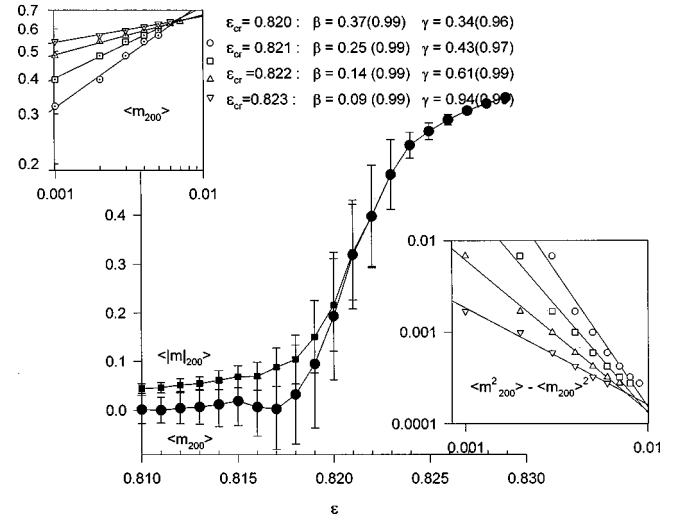 0.7
0.6
0.5
0.4
0.3
0.2
0.001
0.01
<m200>
εcr = 0.820 : β = 0.37(0.99) γ = 0.34(0.96)
εcr = 0.821 : β = 0.25 (0.99) γ = 0.43(0.97)
εcr =0.822 : β = 0.14 (0.99) γ = 0.61(0.99)
εcr=0.823 : β = 0.09 (0.99)
0.4
0.3
0.2
0.1
0.0
<|m|200>
<m200>
0.810
0.815
0.820
0.825
0.830
ε
0.01
0.001
0.0001
<m²200> - <m200>²
0.001
0.01